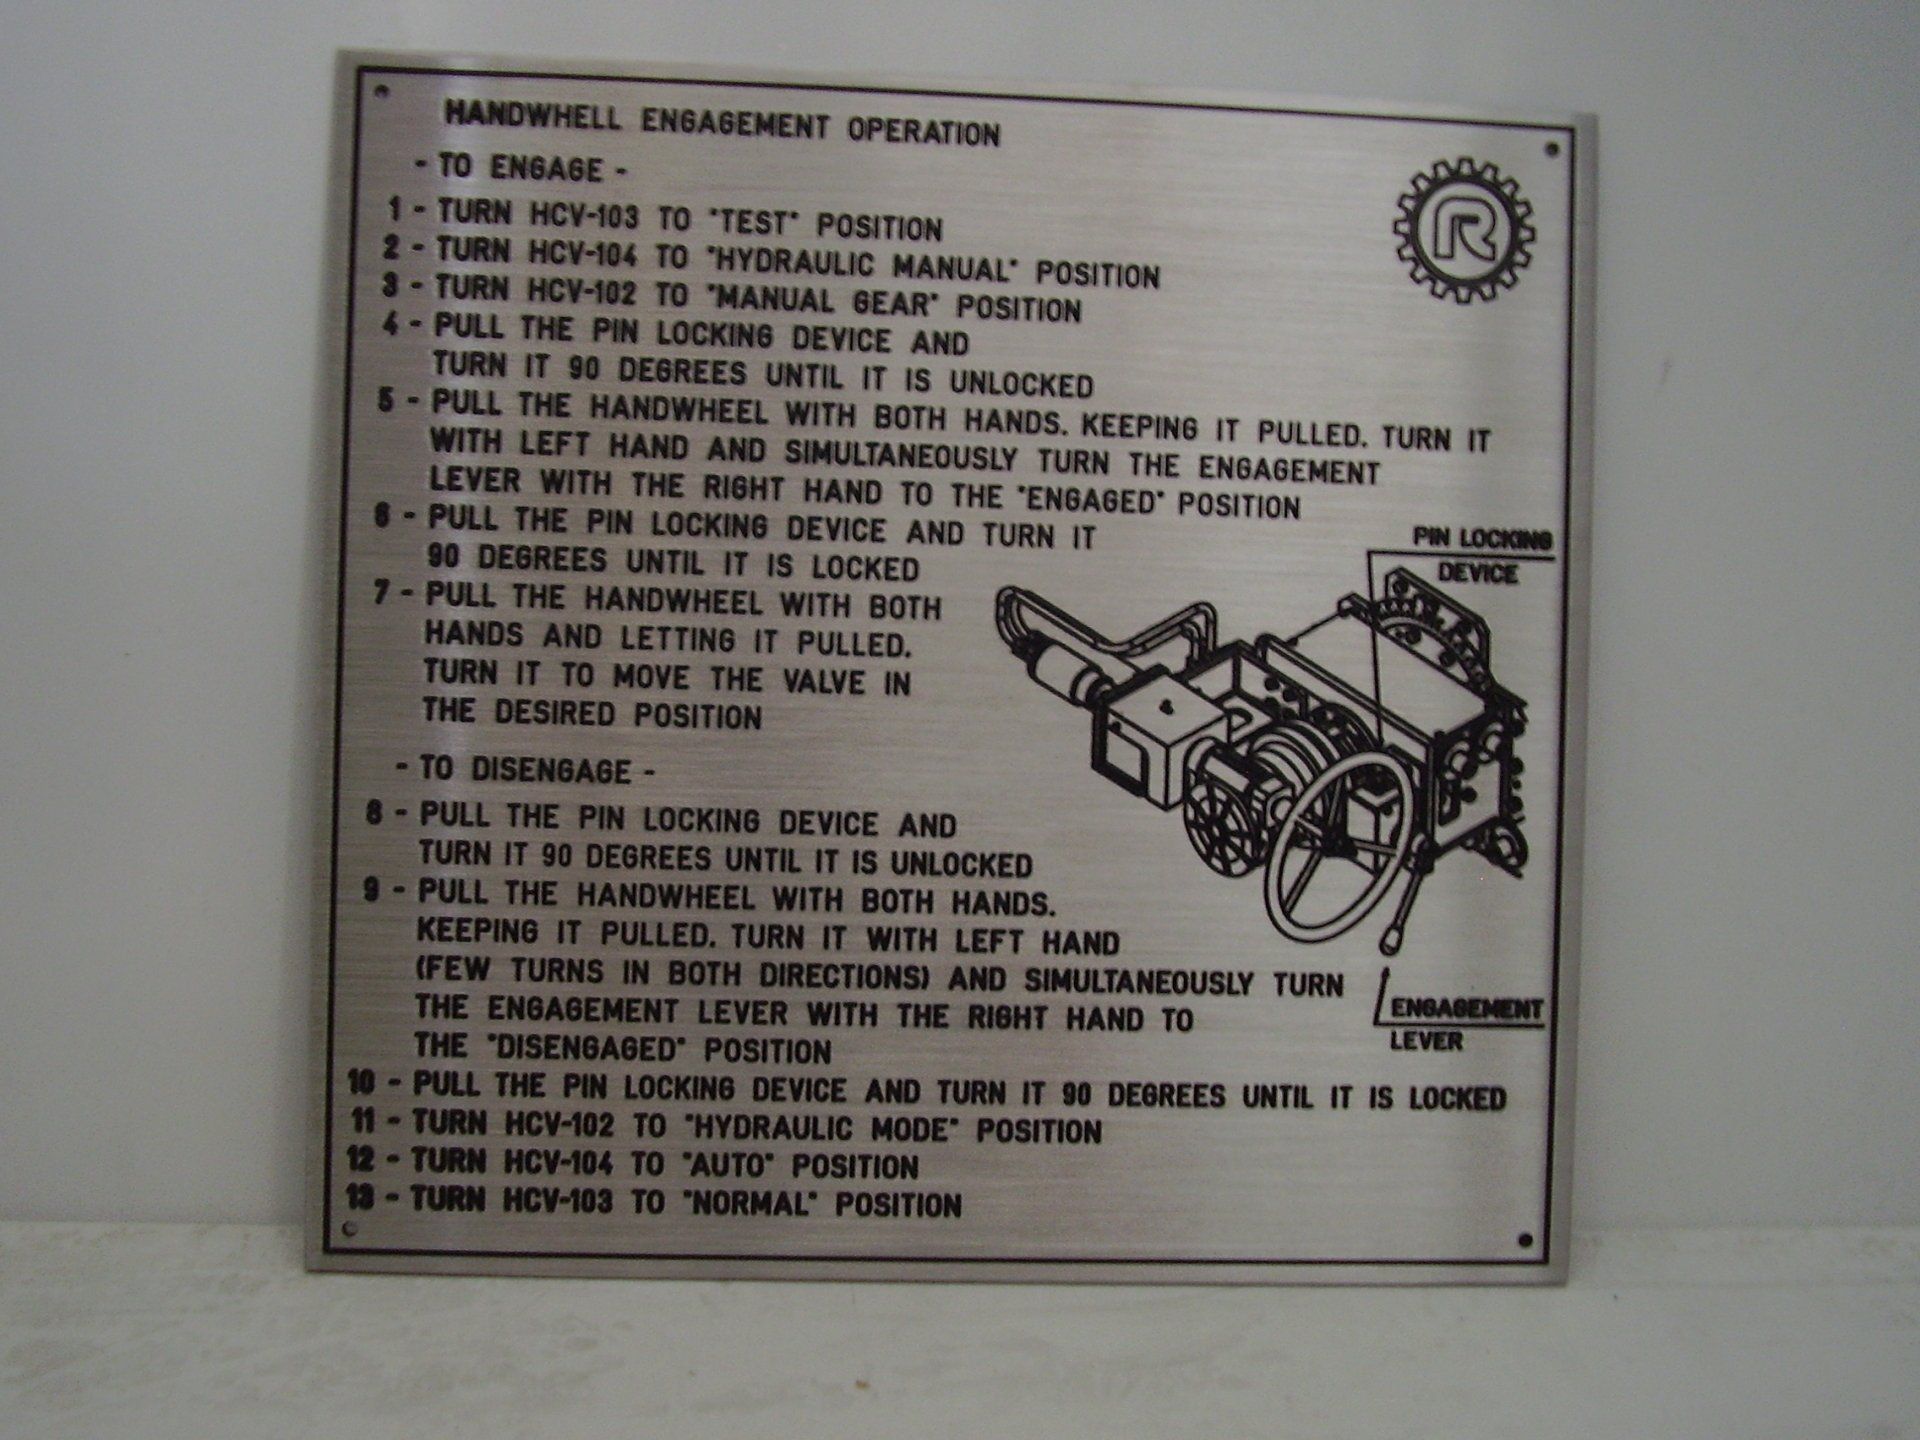 HANDWHELL ENGAGEMENT OPERATION
- TO ENGAGE -
R
1 - TURN HCV-103 TO "TEST" POSITION
2 - TURN HCV-104 TO "HYDRAULIC MANUAL" POSITION
3 - TURN HCV-102 TO "MANUAL GEAR" POSITION
4 - PULL THE PIN LOCKING DEVICE AND
TURN IT 90 DEGREES UNTIL IT IS UNLOCKED
5 - PULL THE HANDWHEEL WITH BOTH HANDS. KEEPING IT PULLED. TURN IT
WITH LEFT HAND AND SIMULTANEOUSLY TURN THE ENGAGEMENT
LEVER WITH THE RIGHT HAND TO THE "ENGAGED" POSITION
6 - PULL THE PIN LOCKING DEVICE AND TURN IT
90 DEGREES UNTIL IT IS LOCKED
7 - PULL THE HANDWHEEL WITH BOTH
HANDS AND LETTING IT PULLED.
TURN IT TO MOVE THE VALVE IN
THE DESIRED POSITION
PIN LOCKING
DEVICE
- TO DISENGAGE -
8 - PULL THE PIN LOCKING DEVICE AND
TURN IT 90 DEGREES UNTIL IT IS UNLOCKED
9 - PULL THE HANDWHEEL WITH BOTH HANDS.
KEEPING IT PULLED. TURN IT WITH LEFT HAND
(FEW TURNS IN BOTH DIRECTIONS) AND SIMULTANEOUSLY TURN
THE ENGAGEMENT LEVER WITH THE RIGHT HAND TO
THE "DISENGAGED" POSITION
ENGAGEMENT
LEVER
10 - PULL THE PIN LOCKING DEVICE AND TURN IT 90 DEGREES UNTIL IT IS LOCKED
11 - TURN HCV-102 TO "HYDRAULIC MODE" POSITION
12 - TURN HCV-104 TO "AUTO" POSITION
13 - TURN HCV-103 TO "NORMAL" POSITION